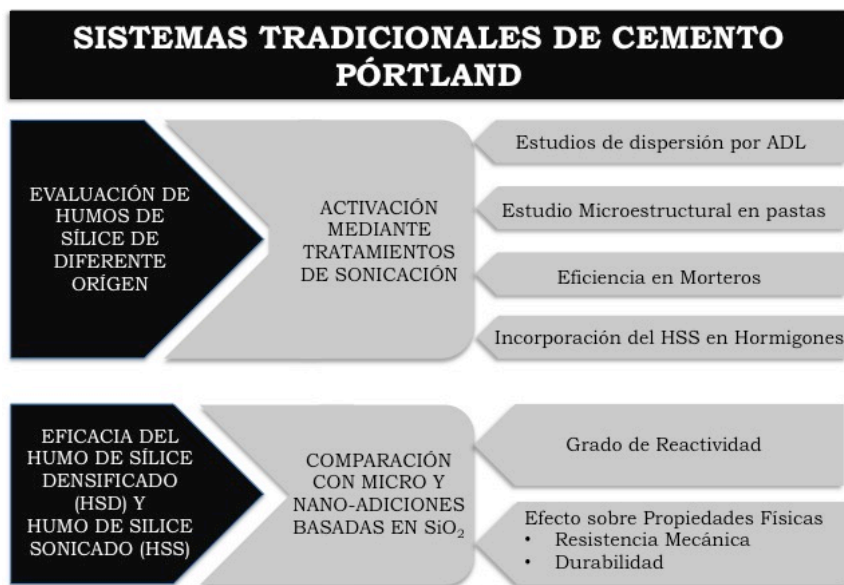 SISTEMAS TRADICIONALES DE CEMENTO
PÓRTLAND
EVALUACIÓN DE
HUMOS DE
SÍLICE DE
DIFERENTE
ORÍGEN
ACTIVACIÓN
MEDIANTE
TRATAMIENTOS
DE SONICACIÓN
Estudios de dispersión por ADL
Estudio Microestructural en pastas
Eficiencia en Morteros
Incorporación del HSS en Hormigones
EFICACIA DEL
HUMO DE SÍLICE
DENSIFICADO
(HSD) Y
HUMO DE SILICE
SONICADO (HSS)
COMPARACIÓN
CON MICRO Y
NANO-ADICIONES
BASADAS EN SiO₂
Grado de Reactividad
Efecto sobre Propiedades Físicas
• Resistencia Mecánica
• Durabilidad